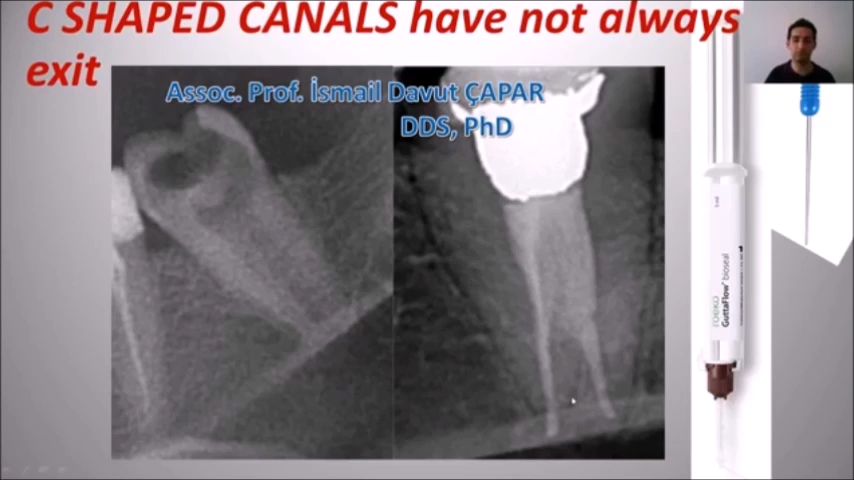 C SHAPED CANALS have not always
exit
Assoc. Prof. İsmail Davut ÇAPAR
DDS, PhD
GuttaFlow® bioseal